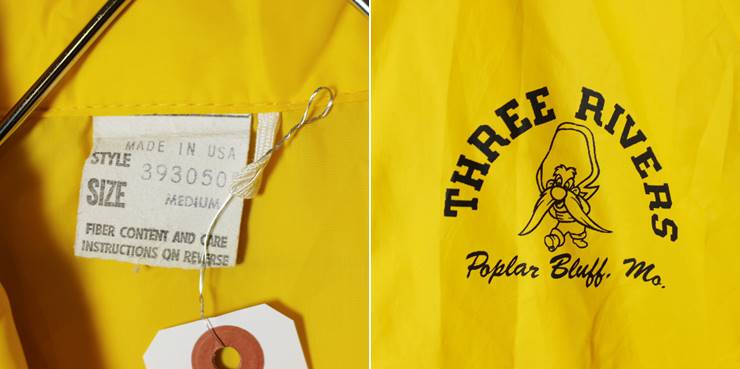 MADE IN USA
STYLE 393050
SIZE MEDIUM
FIBER CONTENT AND CARE
INSTRUCTIONS ON REVERSE
THREE RIVERS
Poplar Bluff, Mo.